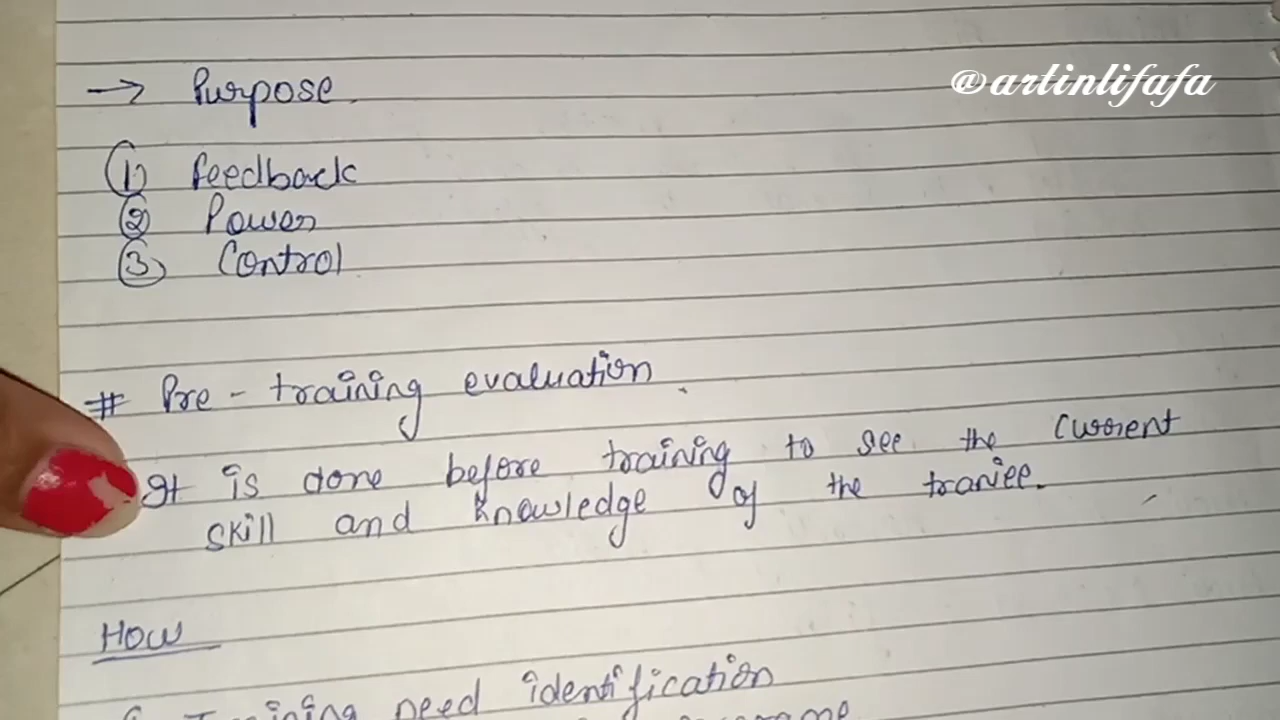 @artinlifafa
→ Purpose
① Feedback
② Power
③ Control
# Pre - training evaluation.
It is done before training to see the current
skill and knowledge of the traniee.
How
Training need identification